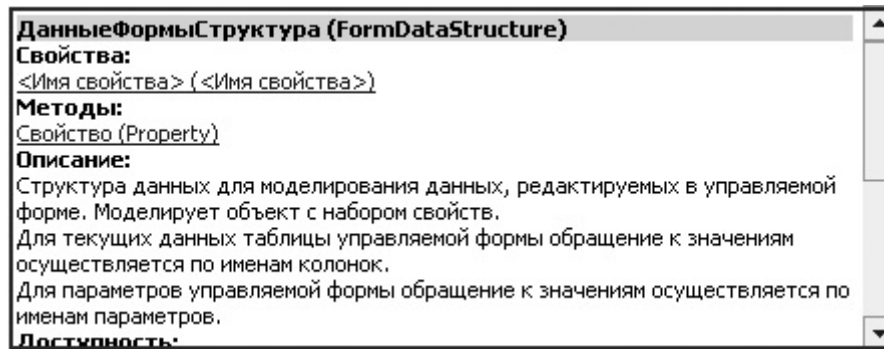 ДанныеФормыСтруктура (FormDataStructure)
Свойства:
<Имя свойства> (<Имя свойства>)
Методы:
Свойство (Property)
Описание:
Структура данных для моделирования данных, редактируемых в управляемой
форме. Моделирует объект с набором свойств.
Для текущих данных таблицы управляемой формы обращение к значениям
осуществляется по именам колонок.
Для параметров управляемой формы обращение к значениям осуществляется по
именам параметров.
Доступность: